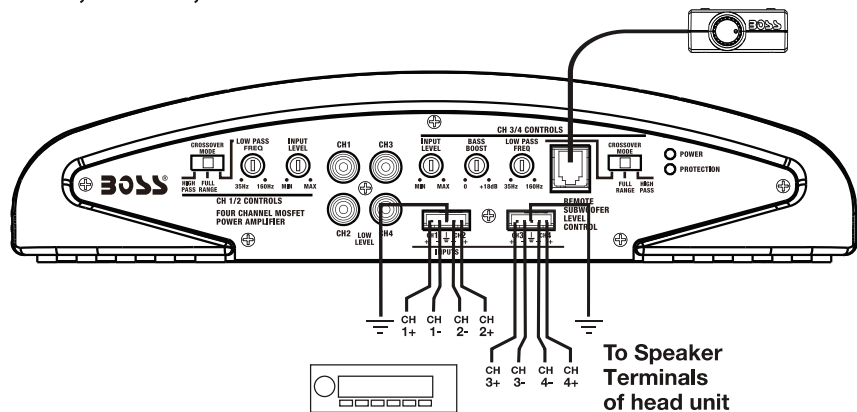 BOSS
CH 3/4 CONTROLS
CROSSOVER
MODE
LOW PASS
FREQ
INPUT
LEVEL
CH1
CH3
INPUT
LEVEL
BASS
BOOST
LOW PASS
FREQ
CROSSOVER
MODE
POWER
PROTECTION
BOSS®
HIGH
PASS
FULL
RANGE
35Hz 160Hz
MIN MAX
MIN MAX
0 +18dB
35Hz 160Hz
FULL
RANGE
HIGH
PASS
CH 1/2 CONTROLS
FOUR CHANNEL MOSFET
POWER AMPLIFIER
CH2
LOW
LEVEL
CH4
CH1
CH2
+ - - +
INPUTS
CH3
CH4
+ - - +
REMOTE
SUBWOOFER
LEVEL
CONTROL
CH
1+
CH
1-
CH
2-
CH
2+
CH
3+
CH
3-
CH
4-
CH
4+
To Speaker
Terminals
of head unit